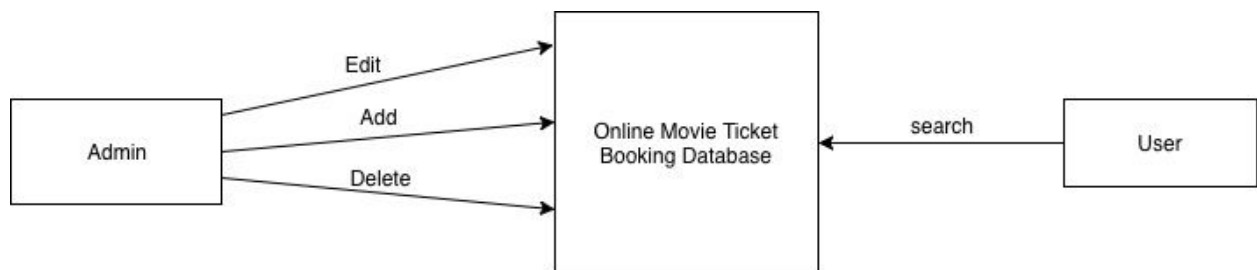 Edit
Add
Delete
Admin
Online Movie Ticket
Booking Database
search
User